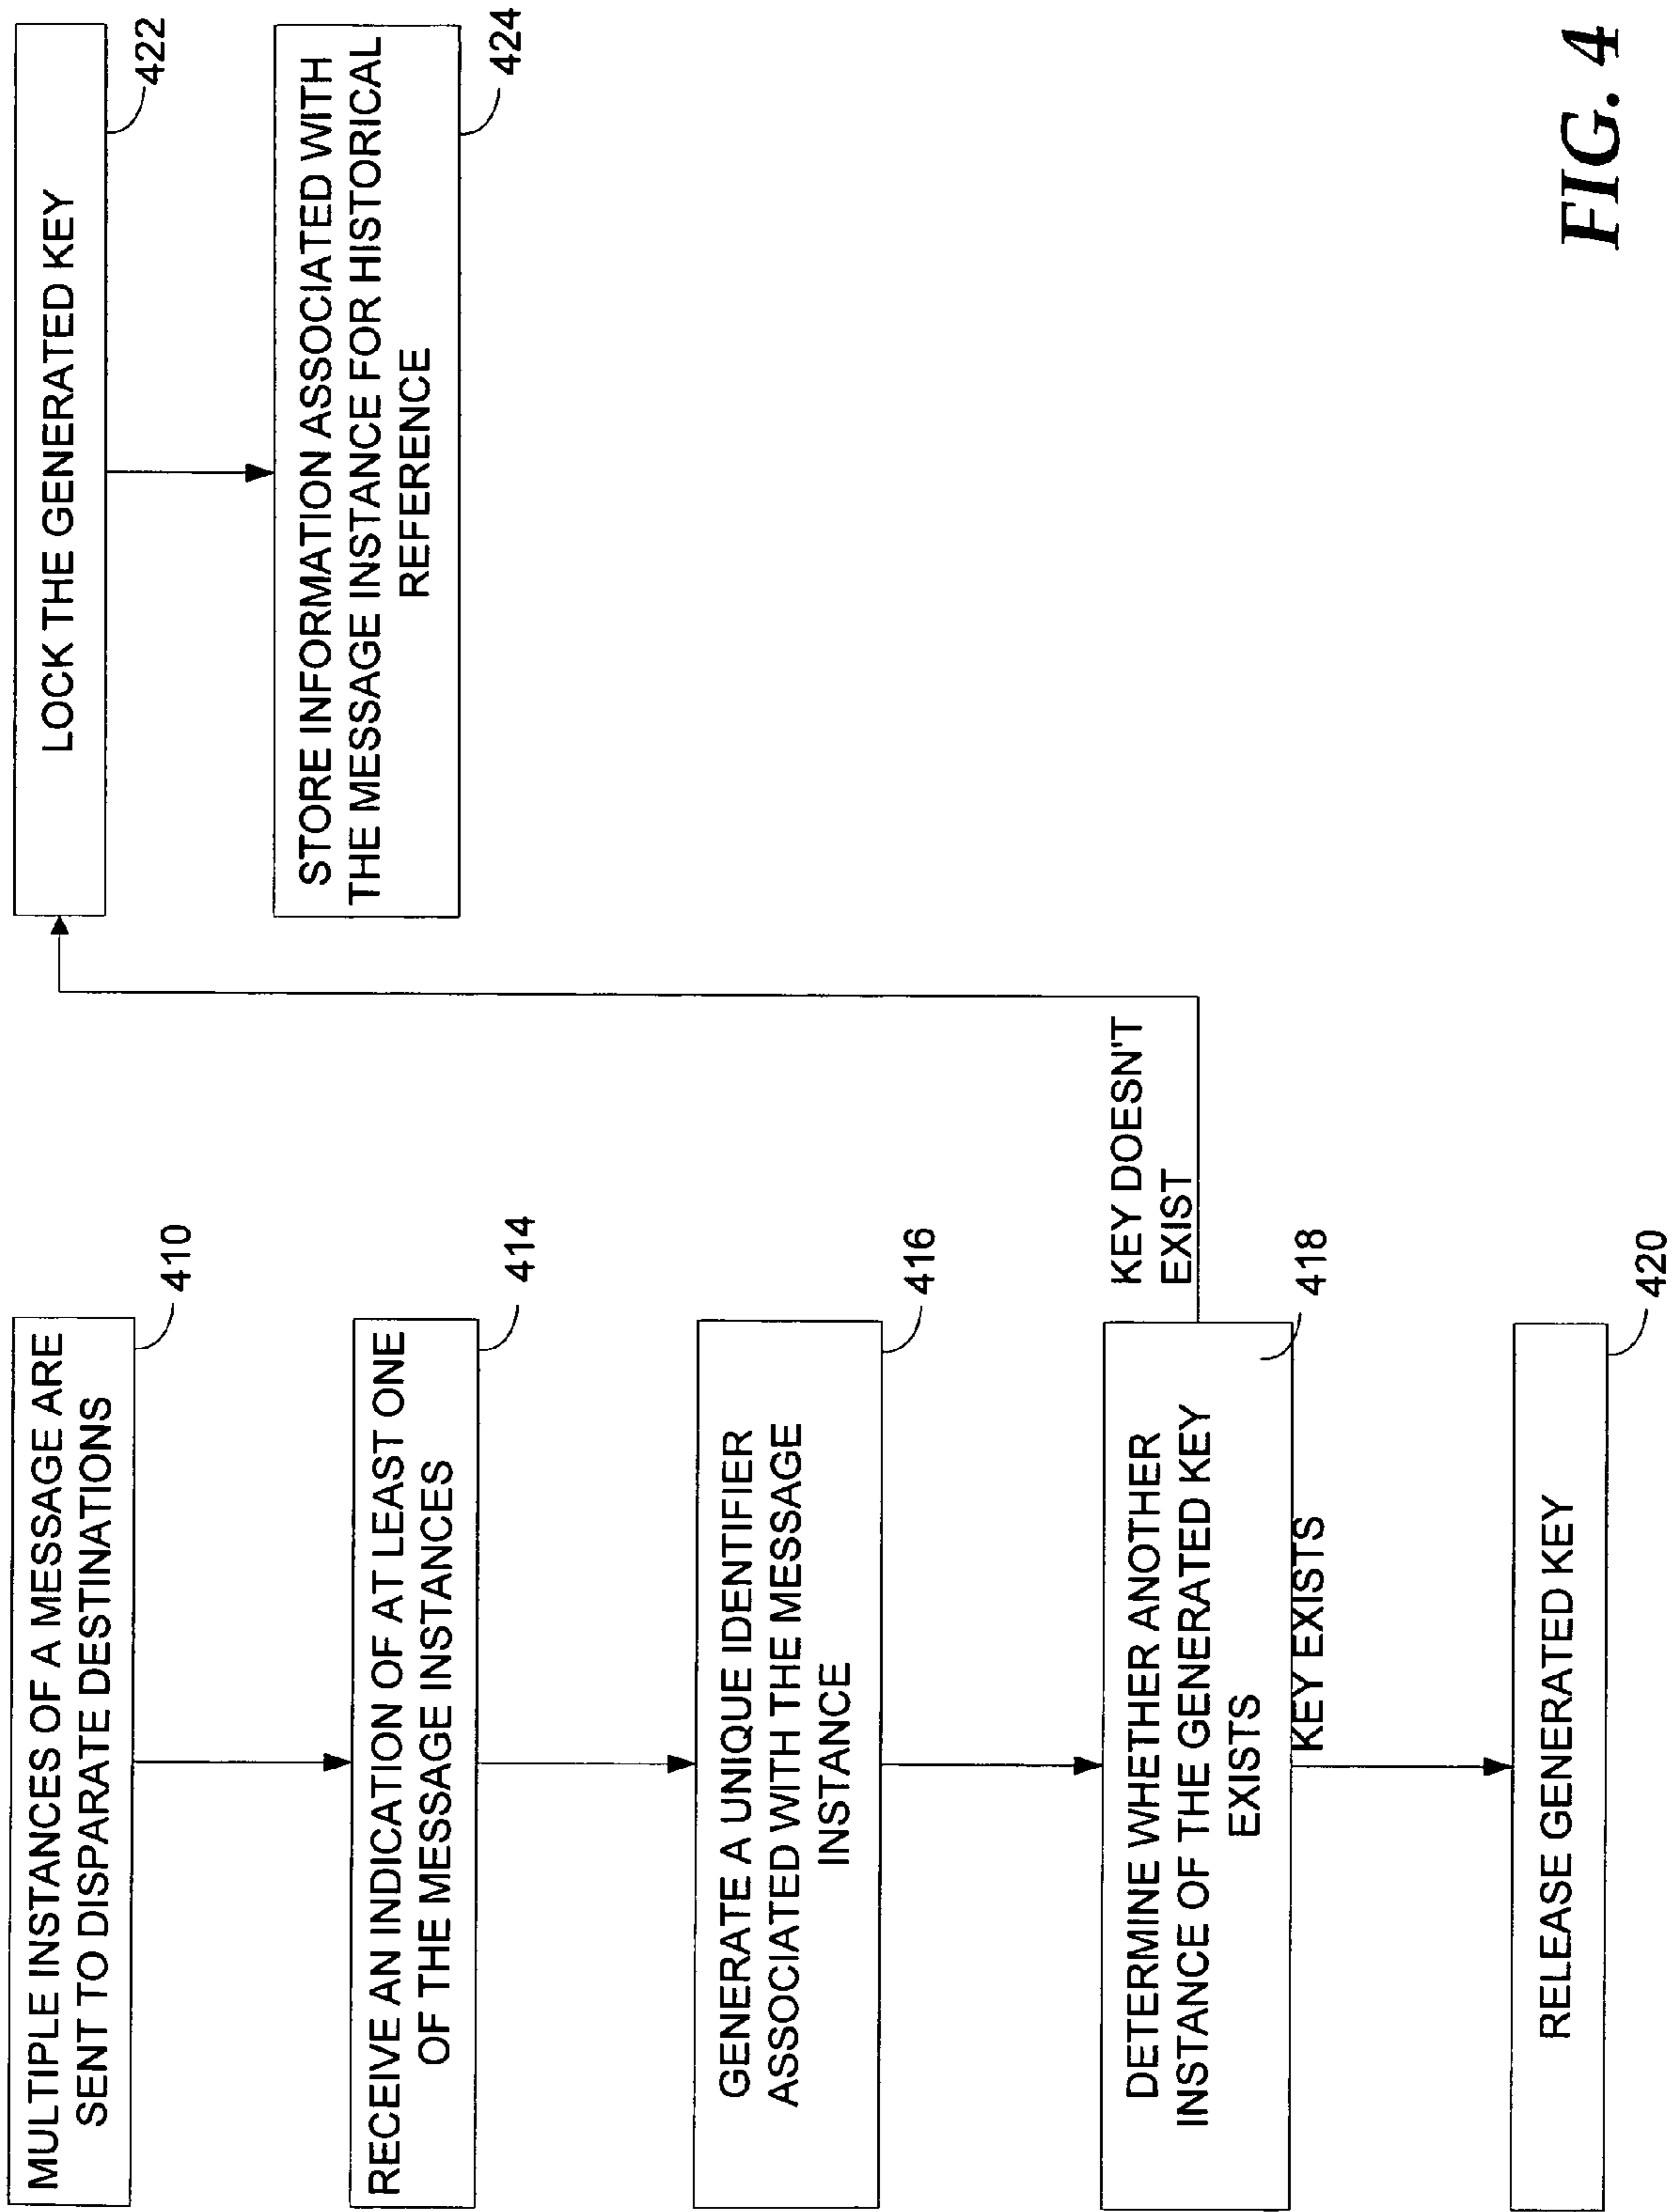 MULTIPLE INSTANCES OF A MESSAGE ARE
SENT TO DISPARATE DESTINATIONS
410
RECEIVE AN INDICATION OF AT LEAST ONE
OF THE MESSAGE INSTANCES
414
GENERATE A UNIQUE IDENTIFIER
ASSOCIATED WITH THE MESSAGE
INSTANCE
416
DETERMINE WHETHER ANOTHER
INSTANCE OF THE GENERATED KEY
EXISTS
418
KEY DOESN'T
EXIST
KEY EXISTS
RELEASE GENERATED KEY
420
LOCK THE GENERATED KEY
422
STORE INFORMATION ASSOCIATED WITH
THE MESSAGE INSTANCE FOR HISTORICAL
REFERENCE
424
FIG. 4